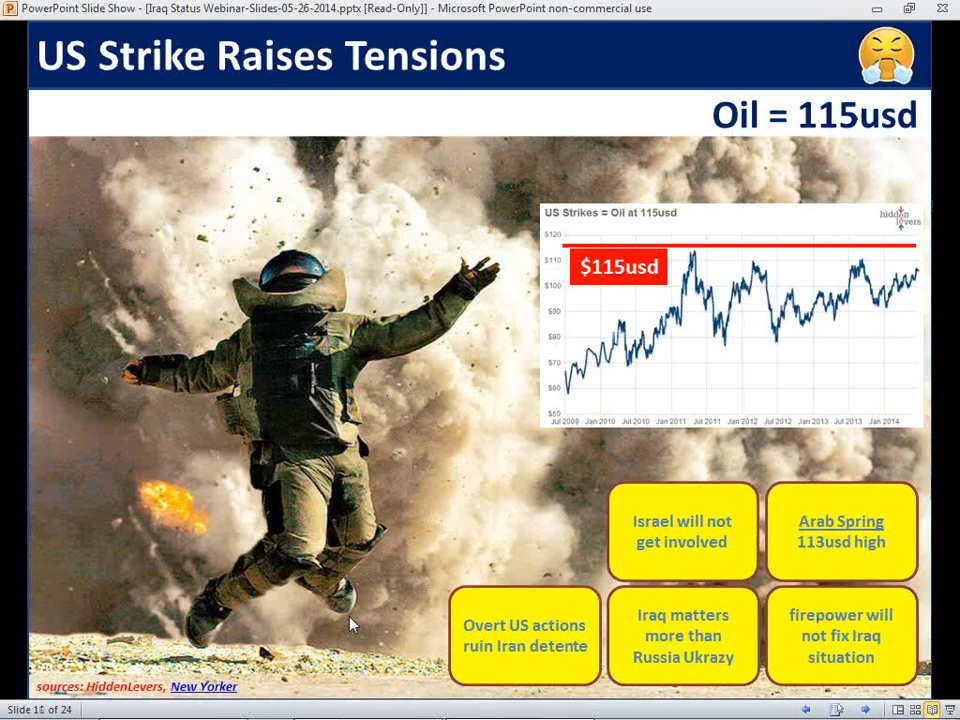 PowerPoint Slide Show - [Iraq Status Webinar-Slides-05-26-2014.pptx [Read-Only]] - Microsoft PowerPoint non-commercial use
US Strike Raises Tensions
Oil = 115usd
US Strikes = Oil at 115usd
hidden
levers
$120
$115usd
$110
$100
$90
$80
$70
$60
$50
Jul 2009 Jan 2010 Jul 2010 Jan 2011 Jul 2011 Jan 2012 Jul 2012 Jan 2013 Jul 2013 Jan 2014
Israel will not
get involved
Arab Spring
113usd high
Overt US actions
ruin Iran detente
Iraq matters
more than
Russia Ukrazy
firepower will
not fix Iraq
situation
sources: HiddenLevers, New Yorker
Slide of 24